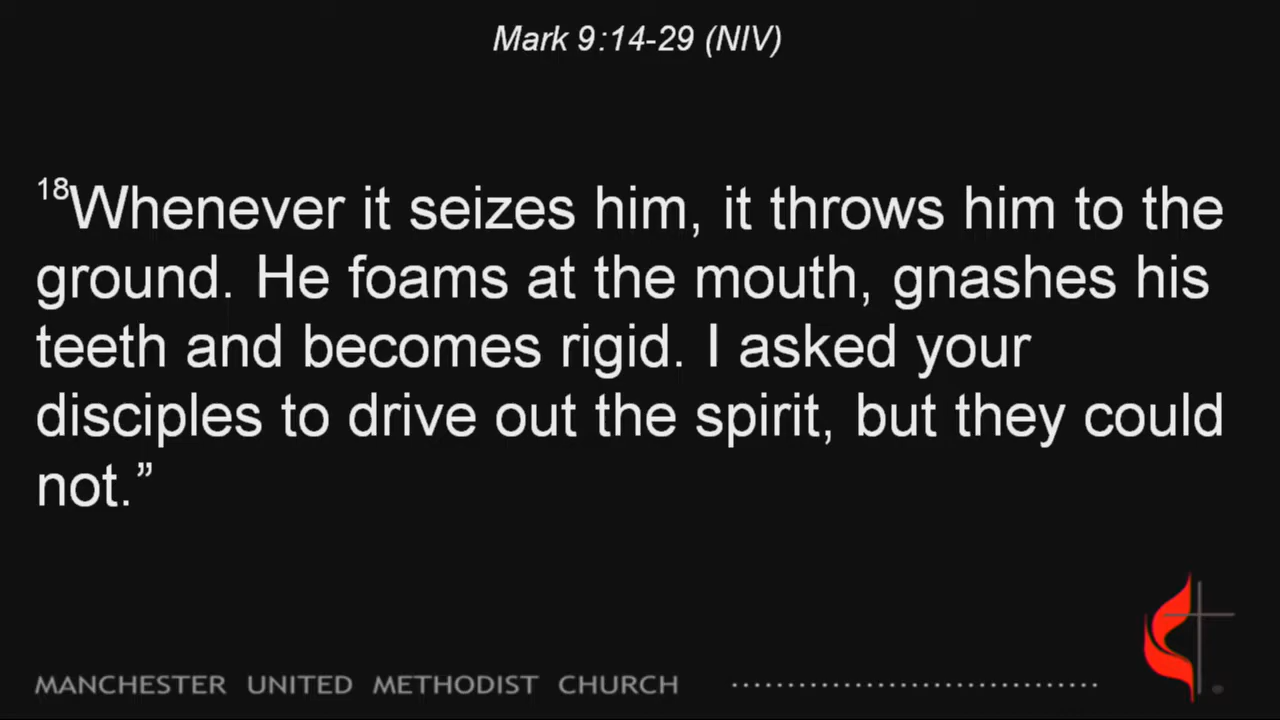 Mark 9:14-29 (NIV)
18Whenever it seizes him, it throws him to the
ground. He foams at the mouth, gnashes his
teeth and becomes rigid. I asked your
disciples to drive out the spirit, but they could
not.”
MANCHESTER UNITED METHODIST CHURCH